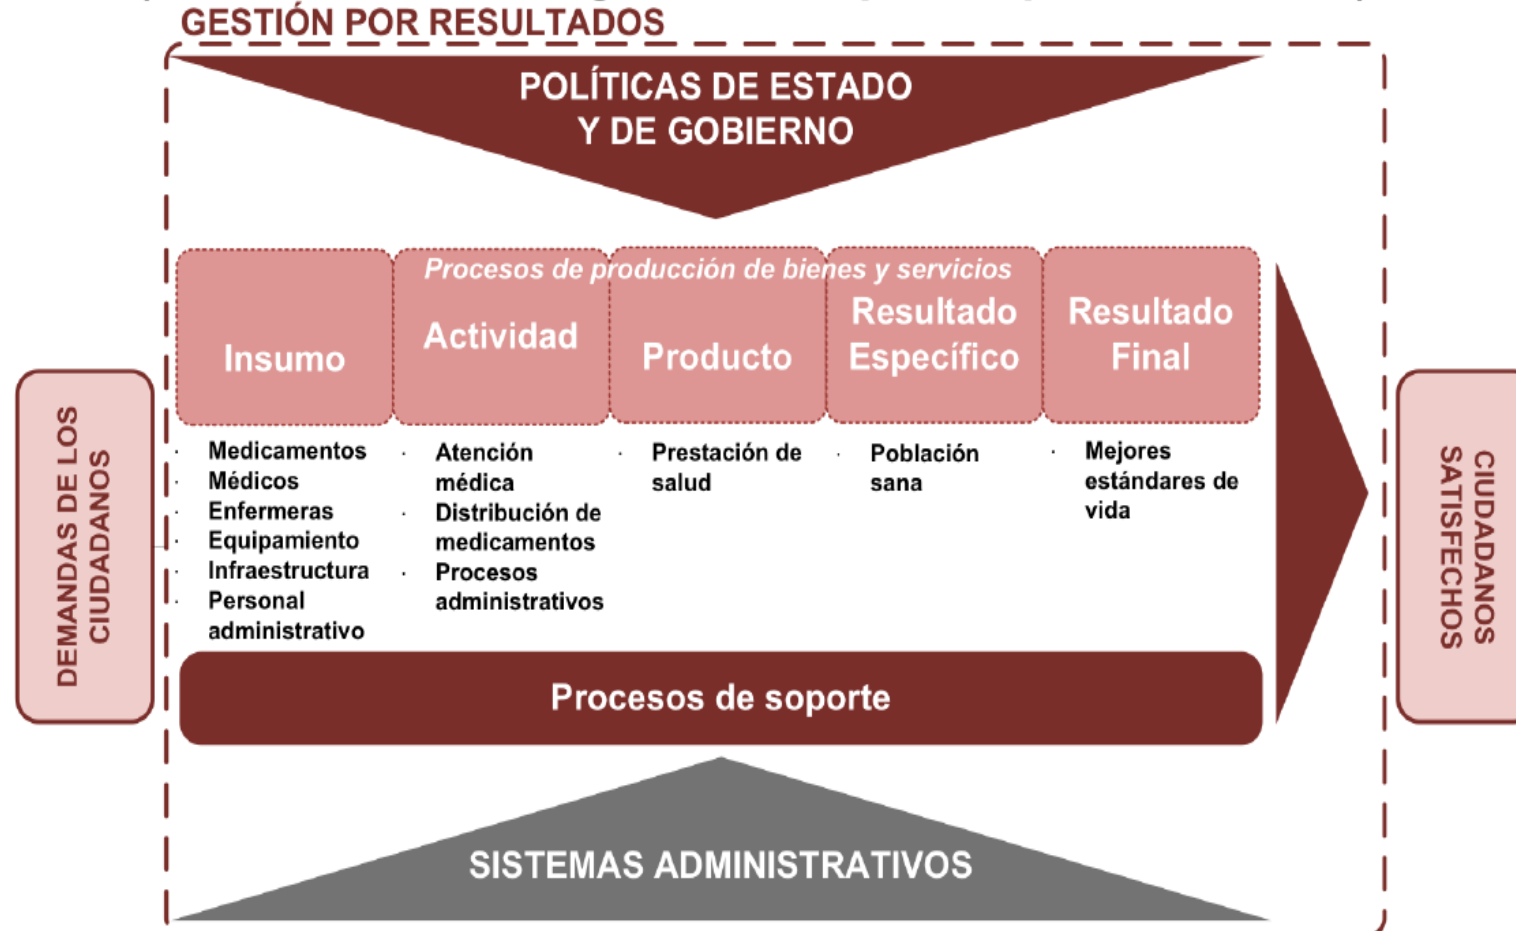 GESTIÓN POR RESULTADOS
POLÍTICAS DE ESTADO
Y DE GOBIERNO
Procesos de producción de bienes y servicios
Insumo
Actividad
Producto
Resultado
Específico
Resultado
Final
DEMANDAS DE LOS
CIUDADANOS
· Medicamentos
· Médicos
· Enfermeras
· Equipamiento
· Infraestructura
· Personal
administrativo
· Atención
médica
· Distribución de
medicamentos
· Procesos
administrativos
· Prestación de
salud
· Población
sana
· Mejores
estándares de
vida
CIUDADANOS
SATISFECHOS
Procesos de soporte
SISTEMAS ADMINISTRATIVOS